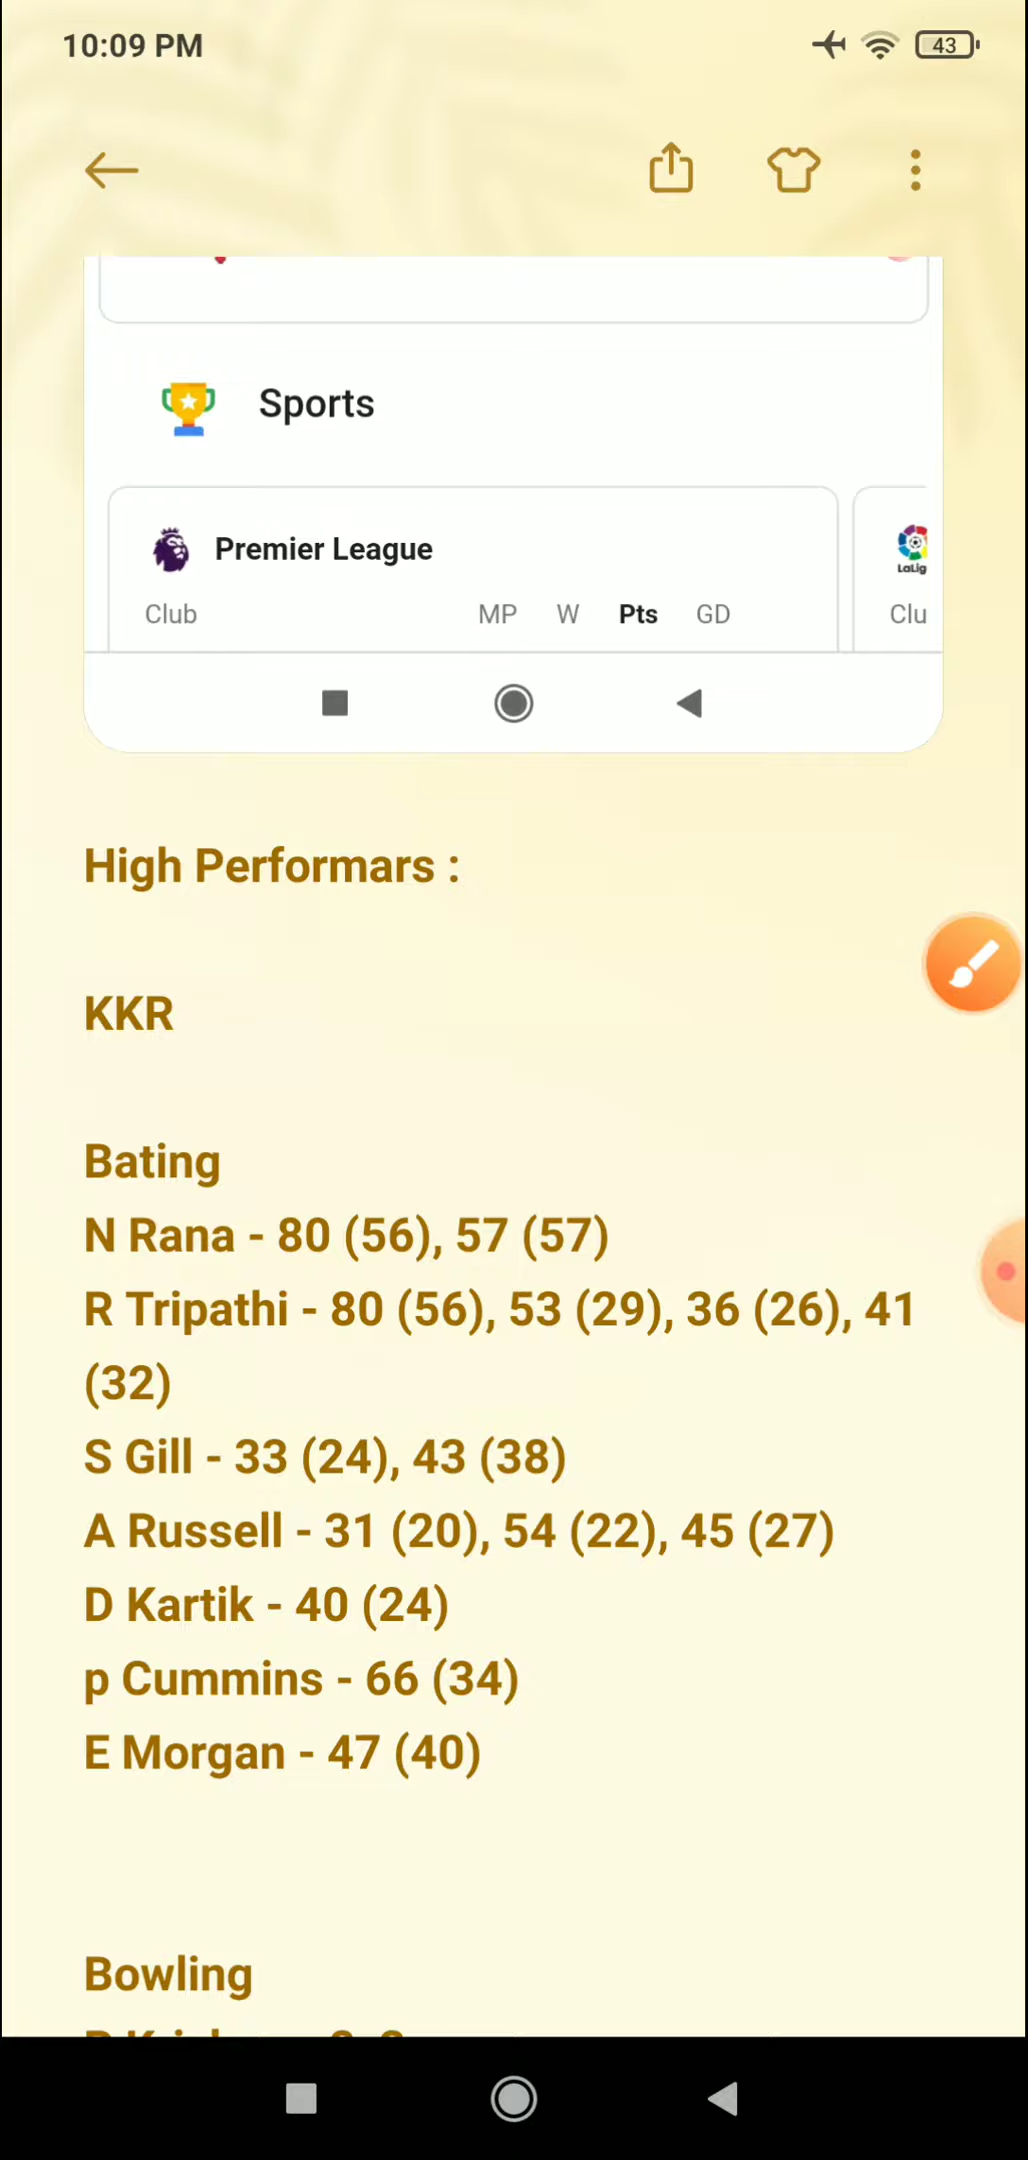 10:09 PM
43
Sports
Premier League
LaLig
Club MP W Pts GD
Clu
High Performars :
KKR
Bating
N Rana - 80 (56), 57 (57)
R Tripathi - 80 (56), 53 (29), 36 (26), 41
(32)
S Gill - 33 (24), 43 (38)
A Russell - 31 (20), 54 (22), 45 (27)
D Kartik - 40 (24)
p Cummins - 66 (34)
E Morgan - 47 (40)
Bowling